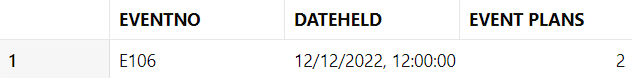 EVENTNO DATEHELD EVENT PLANS
1 E106 12/12/2022, 12:00:00 2